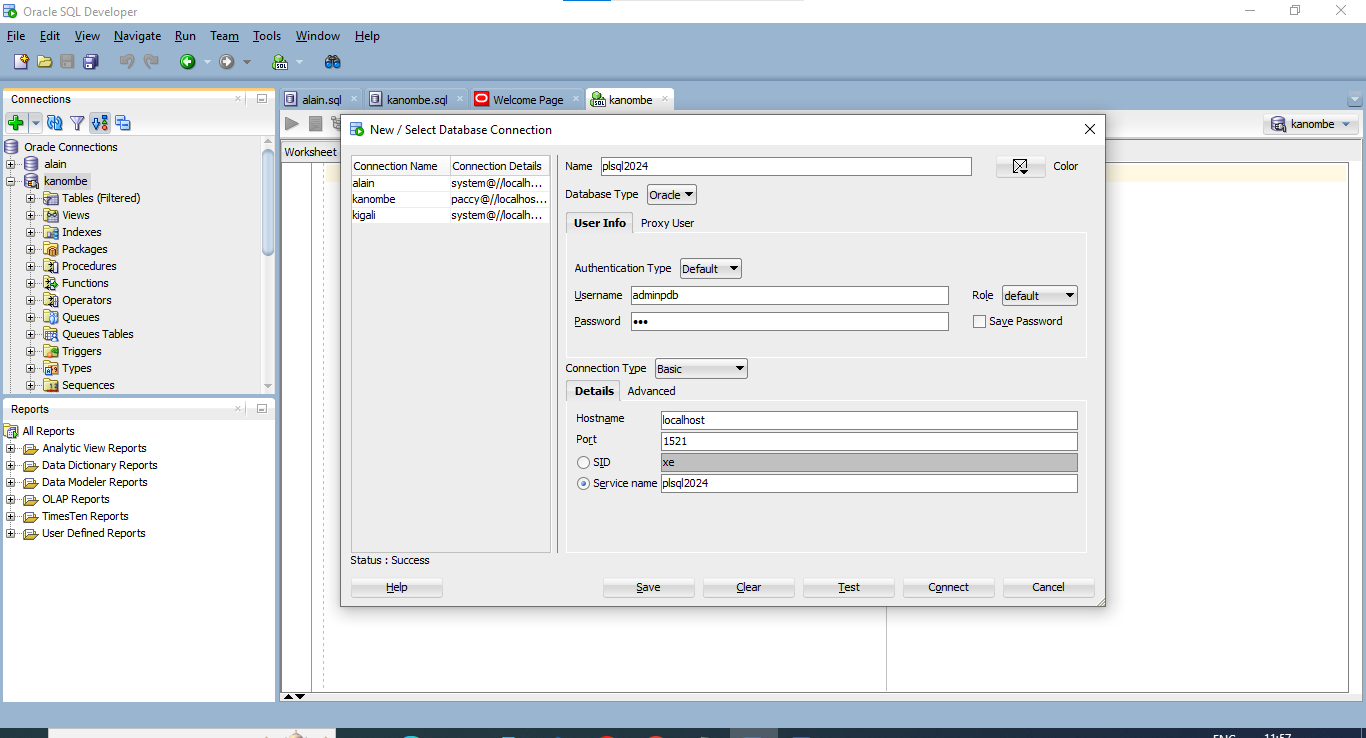 Oracle SQL Developer
File Edit View Navigate Run Team Tools Window Help
Connections
Oracle Connections
alain
kanombe
Tables (Filtered)
Views
Indexes
Packages
Procedures
Functions
Operators
Queues
Queues Tables
Triggers
Types
Sequences
Reports
All Reports
Analytic View Reports
Data Dictionary Reports
Data Modeler Reports
OLAP Reports
TimesTen Reports
User Defined Reports
alain.sql kanombe.sql Welcome Page kanombe
kanombe
Worksheet
New / Select Database Connection
Connection Name Connection Details
alain system@//localh...
kanombe paccy@//localhos...
kigali system@//localh...
Name plsql2024 Color
Database Type Oracle
User Info Proxy User
Authentication Type Default
Username adminpdb Role default
Password ●●● Save Password
Connection Type Basic
Details Advanced
Hostname localhost
Port 1521
SID xe
Service name plsql2024
Status : Success
Help Save Clear Test Connect Cancel
ENG 11:57